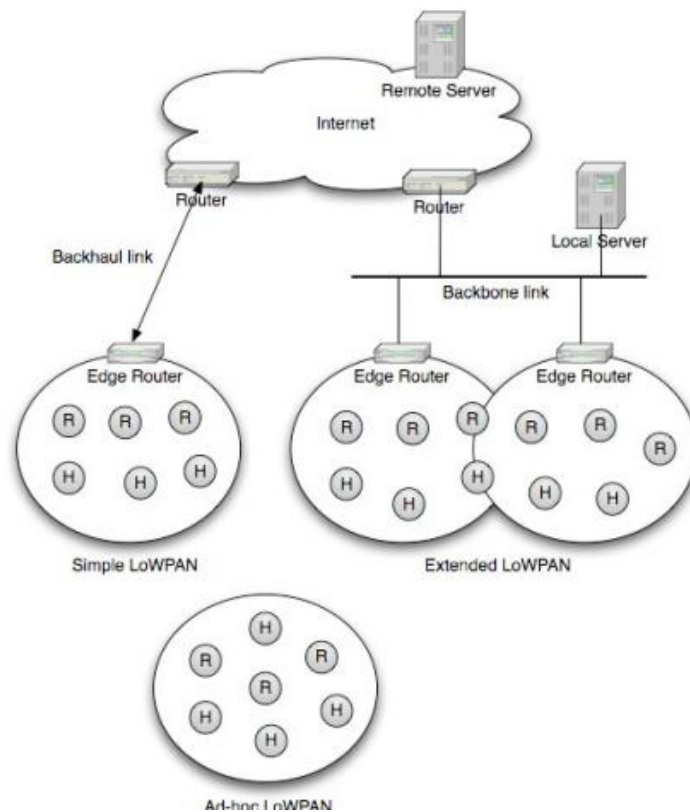 Remote Server
Internet
Router
Router
Local Server
Backhaul link
Backbone link
Edge Router
Edge Router
Edge Router
R R R
H H H
R R R
H H H
R R R
H H
Simple LoWPAN
Extended LoWPAN
H
R R
R
H H
H
Ad-hoc LoWPAN